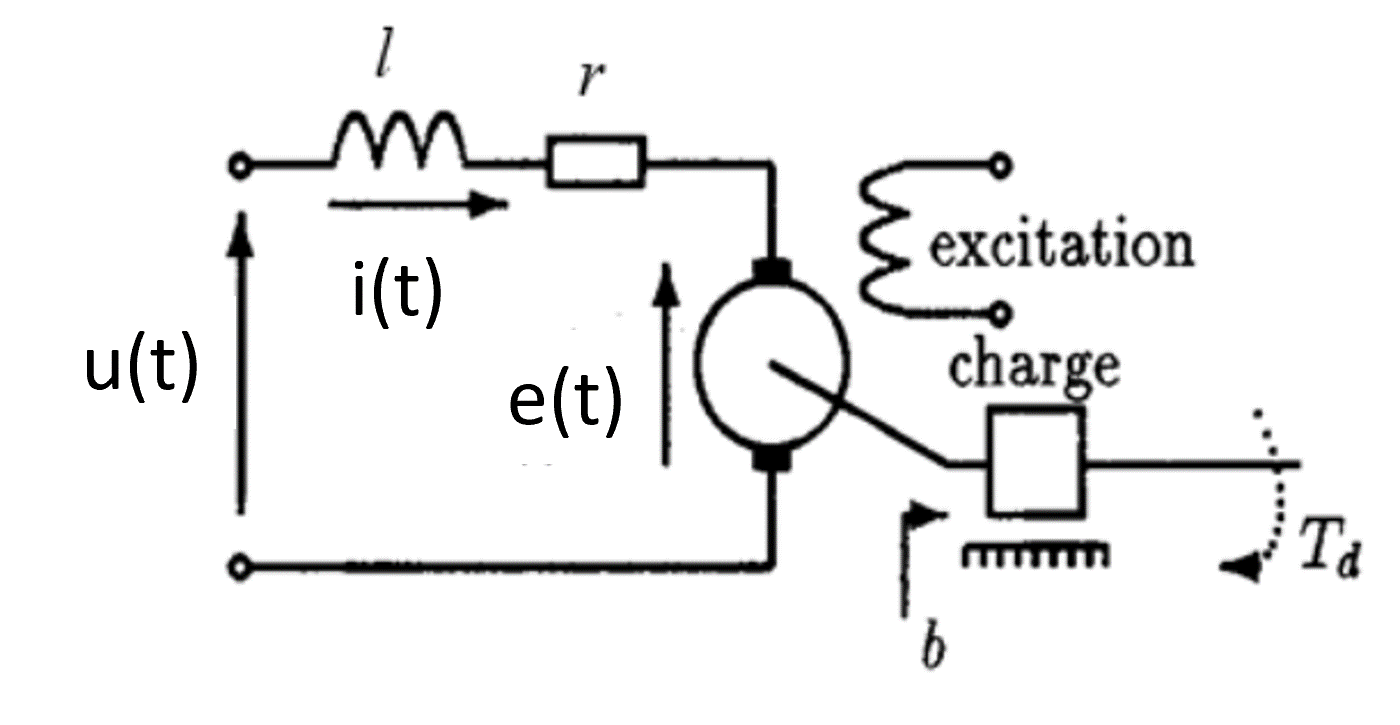 l
r
i(t)
excitation
u(t)
e(t)
charge
T_d
b